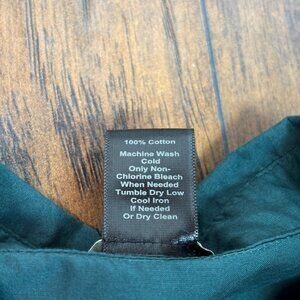 100% Cotton
Machine Wash
Cold
Only Non-
Chlorine Bleach
When Needed
Tumble Dry Low
Cool Iron
If Needed
Or Dry Clean